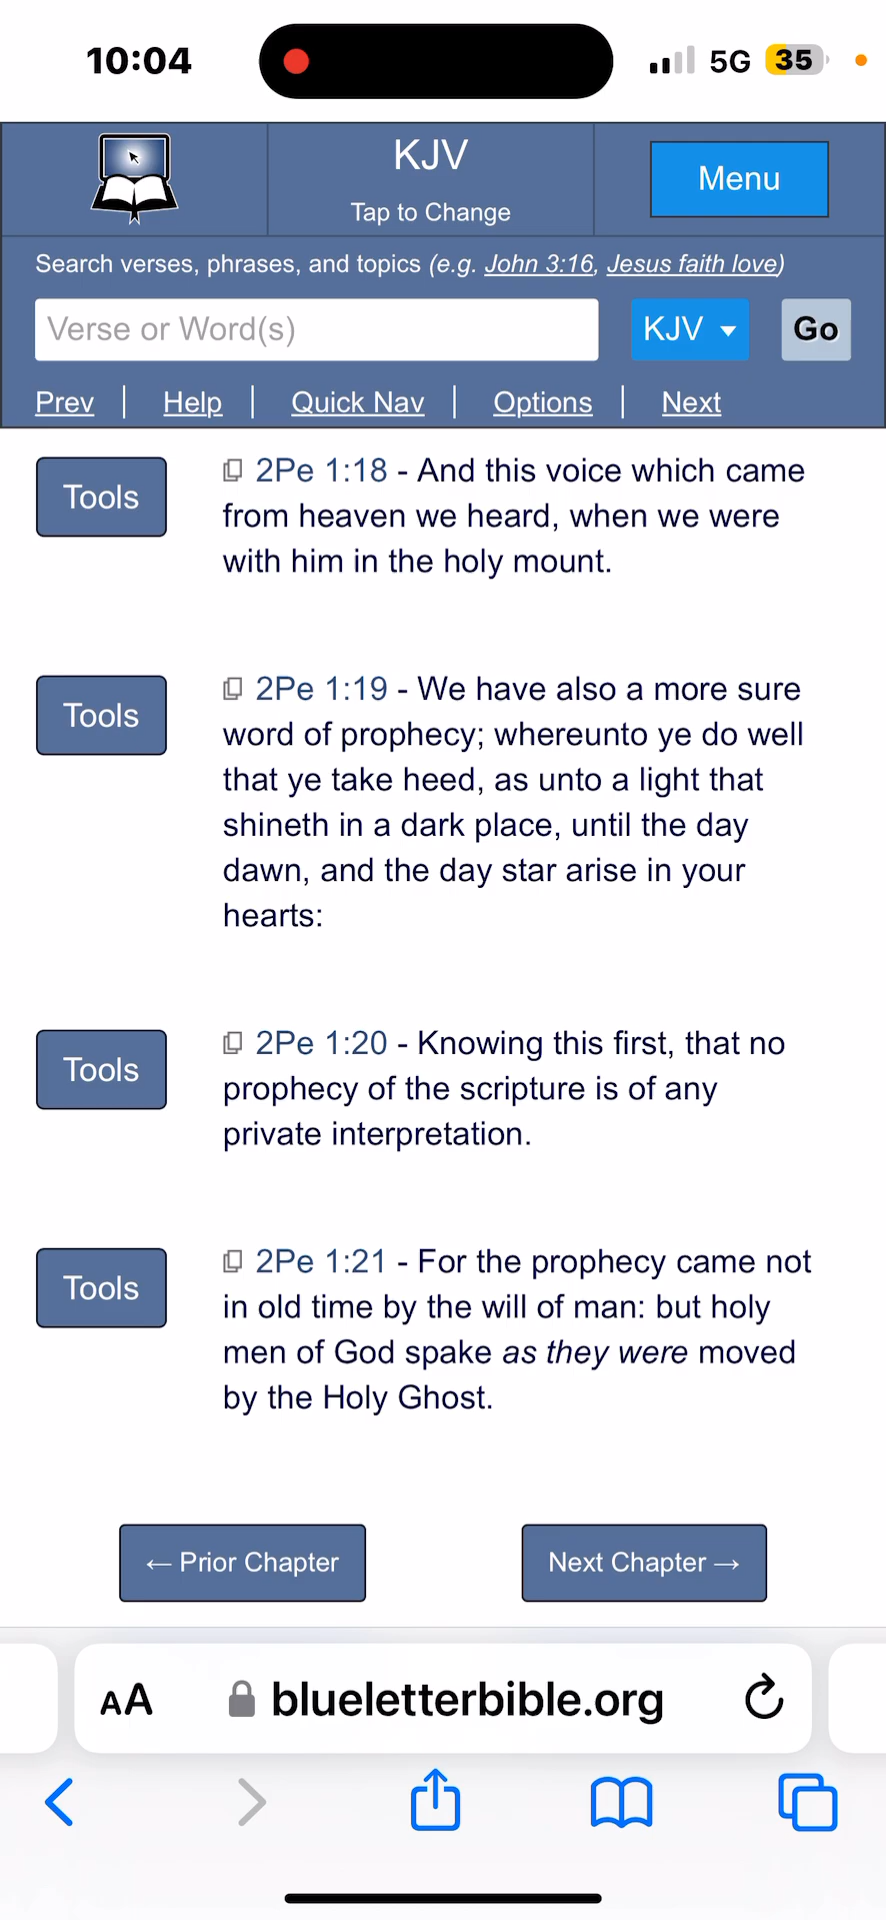 10:04 5G 35
KJV
Tap to Change
Menu
Search verses, phrases, and topics (e.g. John 3:16, Jesus faith love)
Verse or Word(s) KJV Go
Prev | Help | Quick Nav | Options | Next
Tools
2Pe 1:18 - And this voice which came
from heaven we heard, when we were
with him in the holy mount.
Tools
2Pe 1:19 - We have also a more sure
word of prophecy; whereunto ye do well
that ye take heed, as unto a light that
shineth in a dark place, until the day
dawn, and the day star arise in your
hearts:
Tools
2Pe 1:20 - Knowing this first, that no
prophecy of the scripture is of any
private interpretation.
Tools
2Pe 1:21 - For the prophecy came not
in old time by the will of man: but holy
men of God spake as they were moved
by the Holy Ghost.
← Prior Chapter Next Chapter →
AA blueletterbible.org